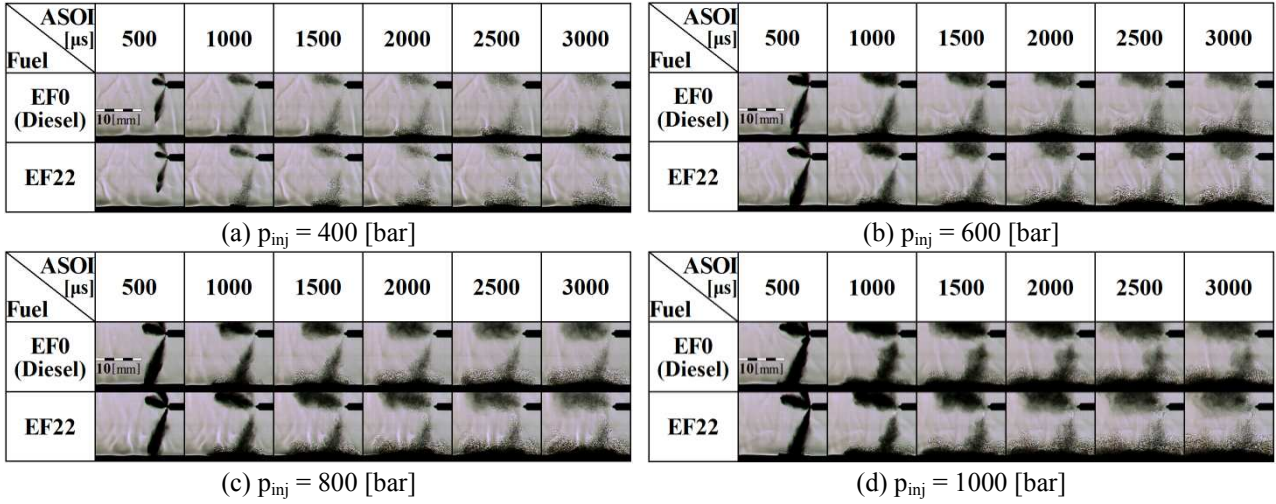 ASOI
[μs]
Fuel
500 1000 1500 2000 2500 3000
EF0
(Diesel)
10[mm]
EF22
(a) pinj = 400 [bar]
ASOI
[μs]
Fuel
500 1000 1500 2000 2500 3000
EF0
(Diesel)
10[mm]
EF22
(b) pinj = 600 [bar]
ASOI
[μs]
Fuel
500 1000 1500 2000 2500 3000
EF0
(Diesel)
10[mm]
EF22
(c) pinj = 800 [bar]
ASOI
[μs]
Fuel
500 1000 1500 2000 2500 3000
EF0
(Diesel)
10[mm]
EF22
(d) pinj = 1000 [bar]